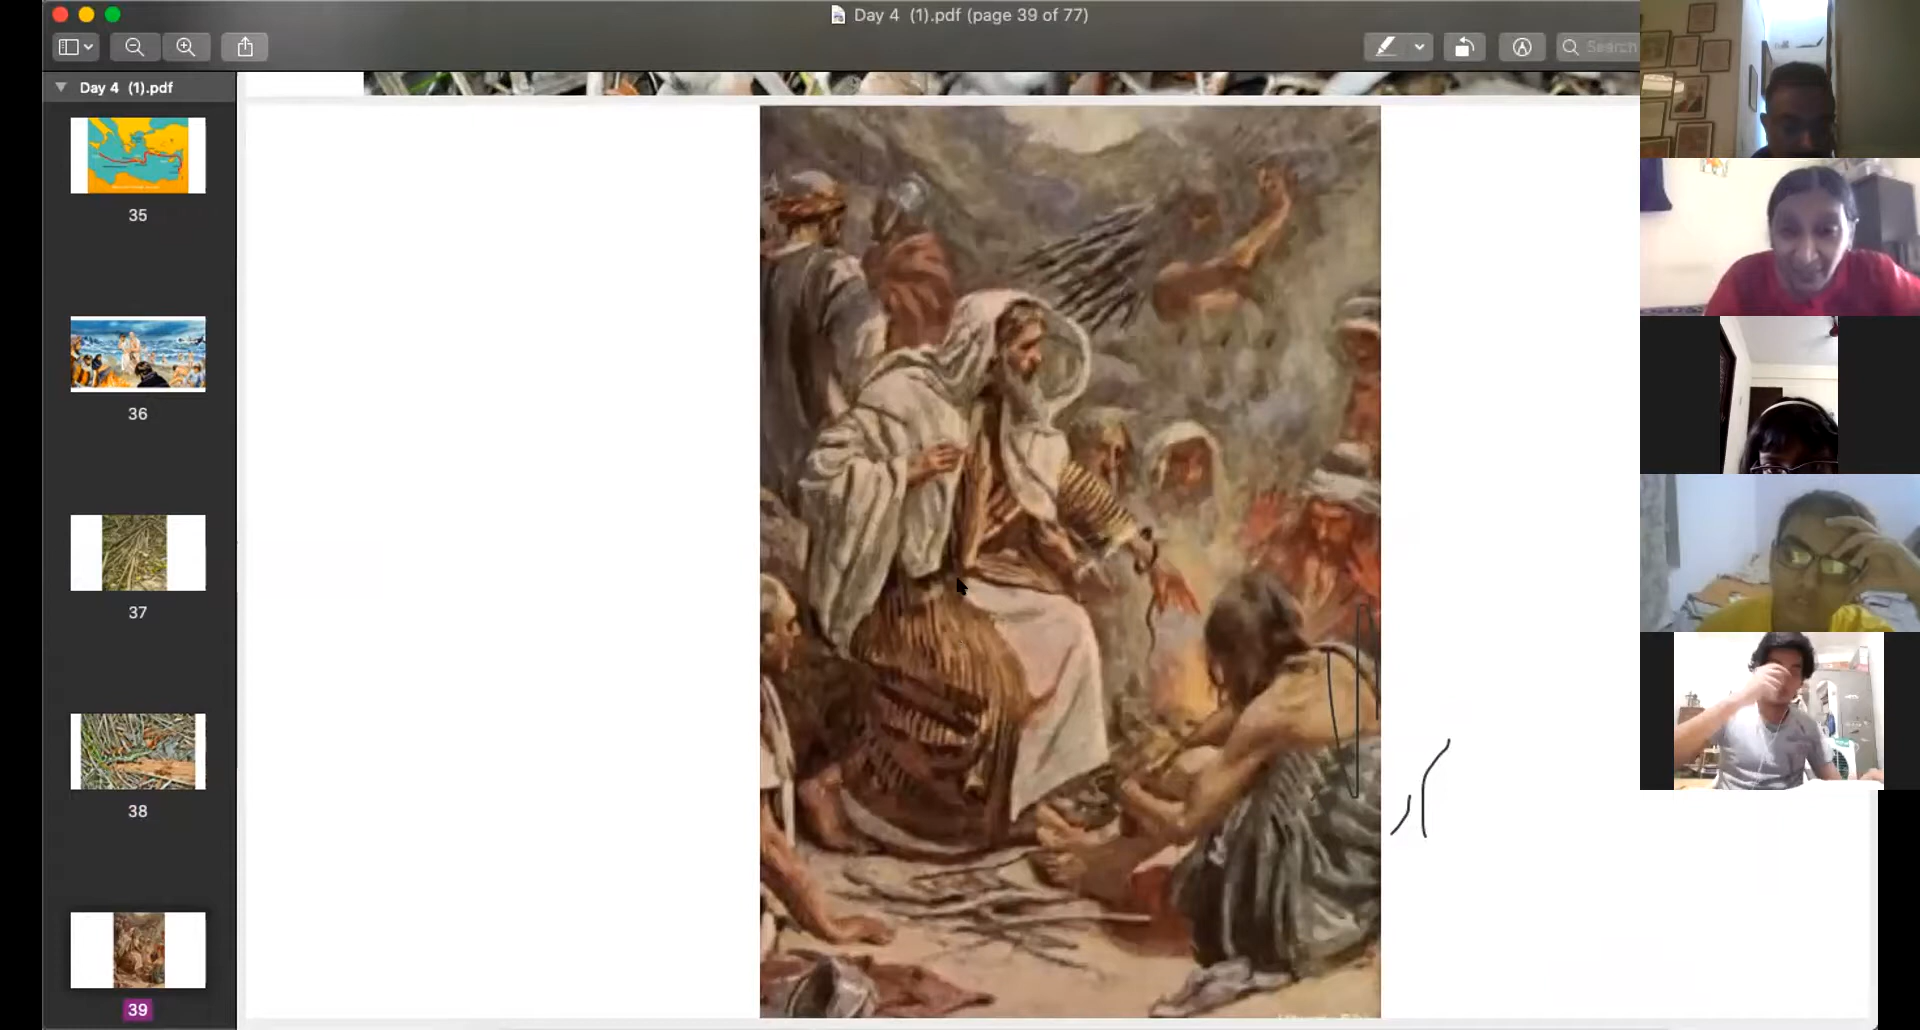 Day 4 (1).pdf (page 39 of 77)
Search
Day 4 (1).pdf
35
36
37
38
39